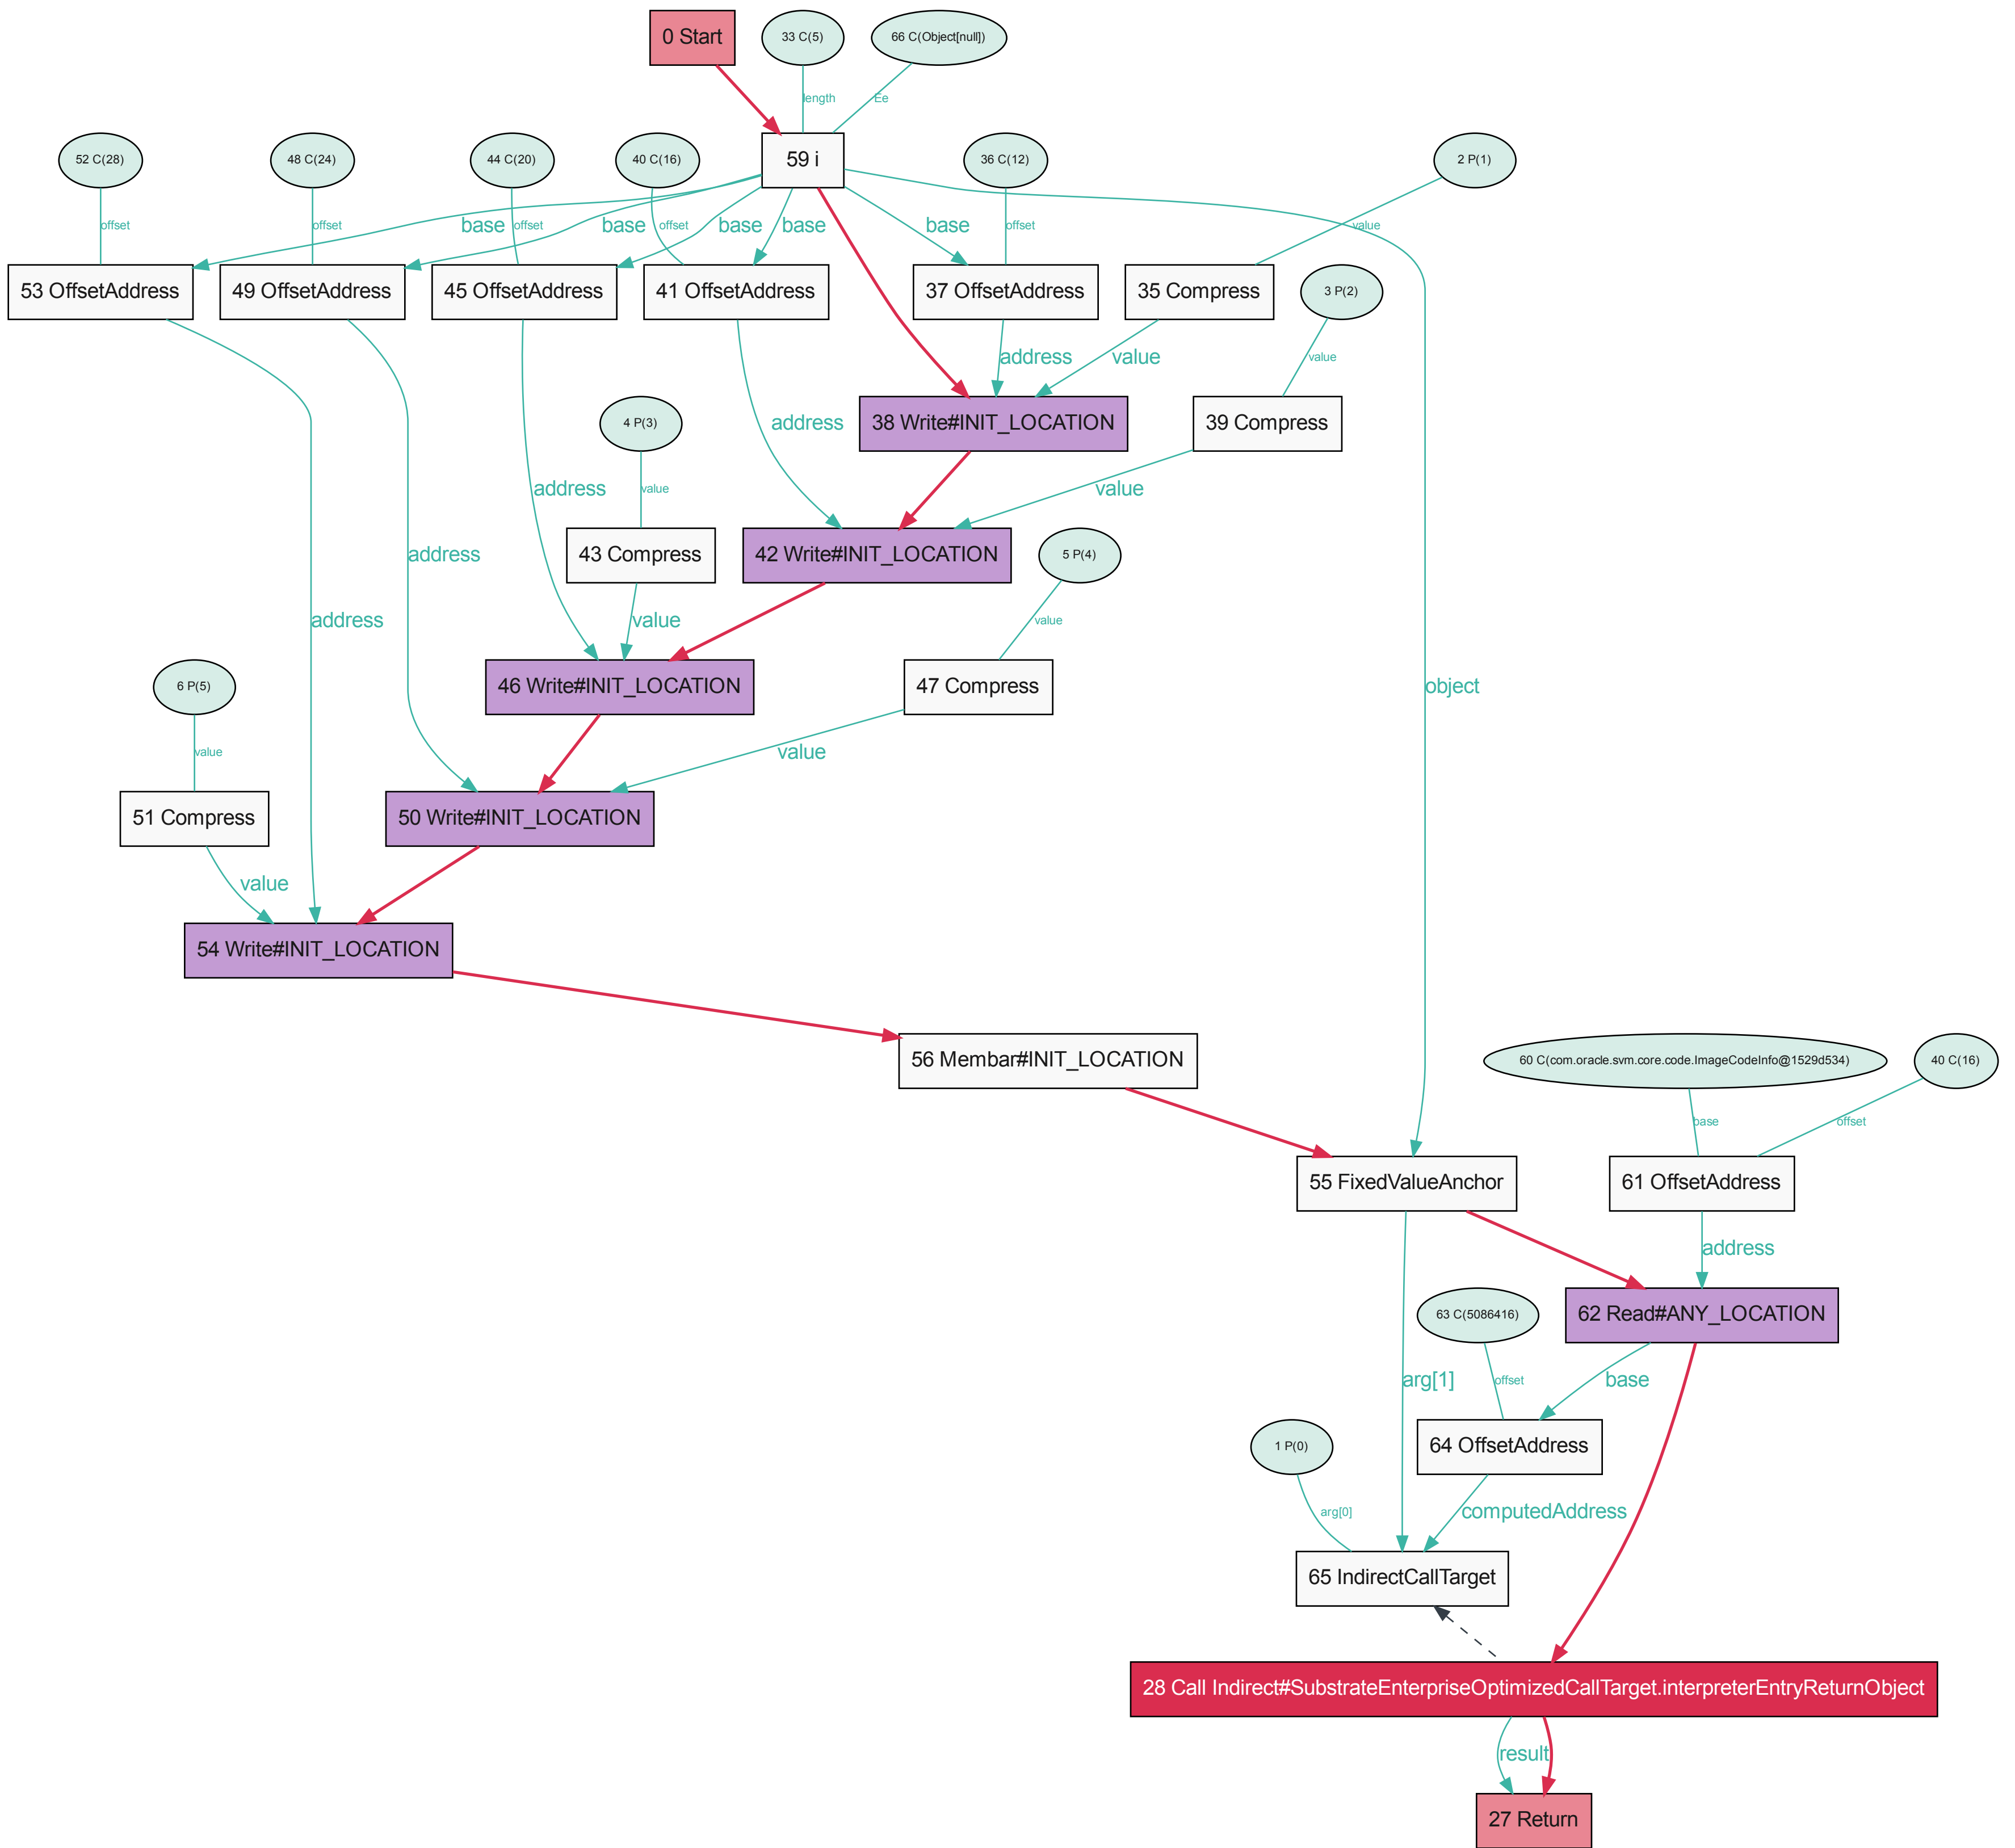 0 Start
33 C(5)
66 C(Object[null])
length
Ee
52 C(28)
48 C(24)
44 C(20)
40 C(16)
59 i
36 C(12)
2 P(1)
offset
base
offset
base
offset
base
offset
base
base
offset
value
53 OffsetAddress
49 OffsetAddress
45 OffsetAddress
41 OffsetAddress
37 OffsetAddress
35 Compress
3 P(2)
address
value
value
4 P(3)
address
38 Write#INIT_LOCATION
39 Compress
address
value
value
address
43 Compress
42 Write#INIT_LOCATION
5 P(4)
address
value
value
6 P(5)
46 Write#INIT_LOCATION
47 Compress
object
value
value
51 Compress
50 Write#INIT_LOCATION
value
54 Write#INIT_LOCATION
56 Membar#INIT_LOCATION
60 C(com.oracle.svm.core.code.ImageCodeInfo@1529d534)
40 C(16)
base
offset
55 FixedValueAnchor
61 OffsetAddress
address
63 C(5086416)
62 Read#ANY_LOCATION
arg[1]
offset
base
1 P(0)
64 OffsetAddress
arg[0]
computedAddress
65 IndirectCallTarget
28 Call Indirect#SubstrateEnterpriseOptimizedCallTarget.interpreterEntryReturnObject
result
27 Return